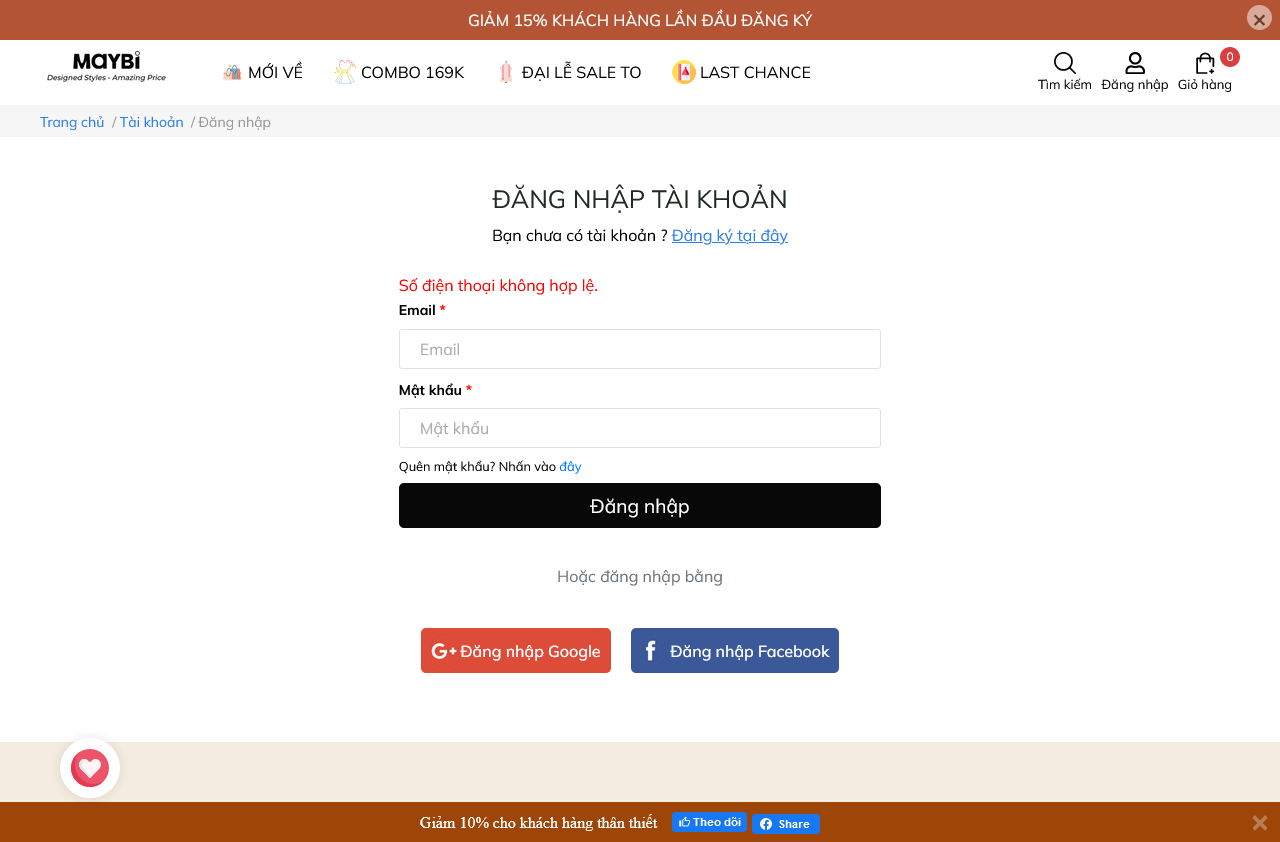 GIẢM 15% KHÁCH HÀNG LẦN ĐẦU ĐĂNG KÝ
MAYBI
Designed Styles - Amazing Price
MỚI VỀ
COMBO 169K
ĐẠI LỄ SALE TO
LAST CHANCE
Tìm kiếm
Đăng nhập
0
Giỏ hàng
Trang chủ / Tài khoản / Đăng nhập
ĐĂNG NHẬP TÀI KHOẢN
Bạn chưa có tài khoản ? Đăng ký tại đây
Số điện thoại không hợp lệ.
Email *
Email
Mật khẩu *
Mật khẩu
Quên mật khẩu? Nhấn vào đây
Đăng nhập
Hoặc đăng nhập bằng
G+ Đăng nhập Google
f Đăng nhập Facebook
Giảm 10% cho khách hàng thân thiết
Theo dõi
Share